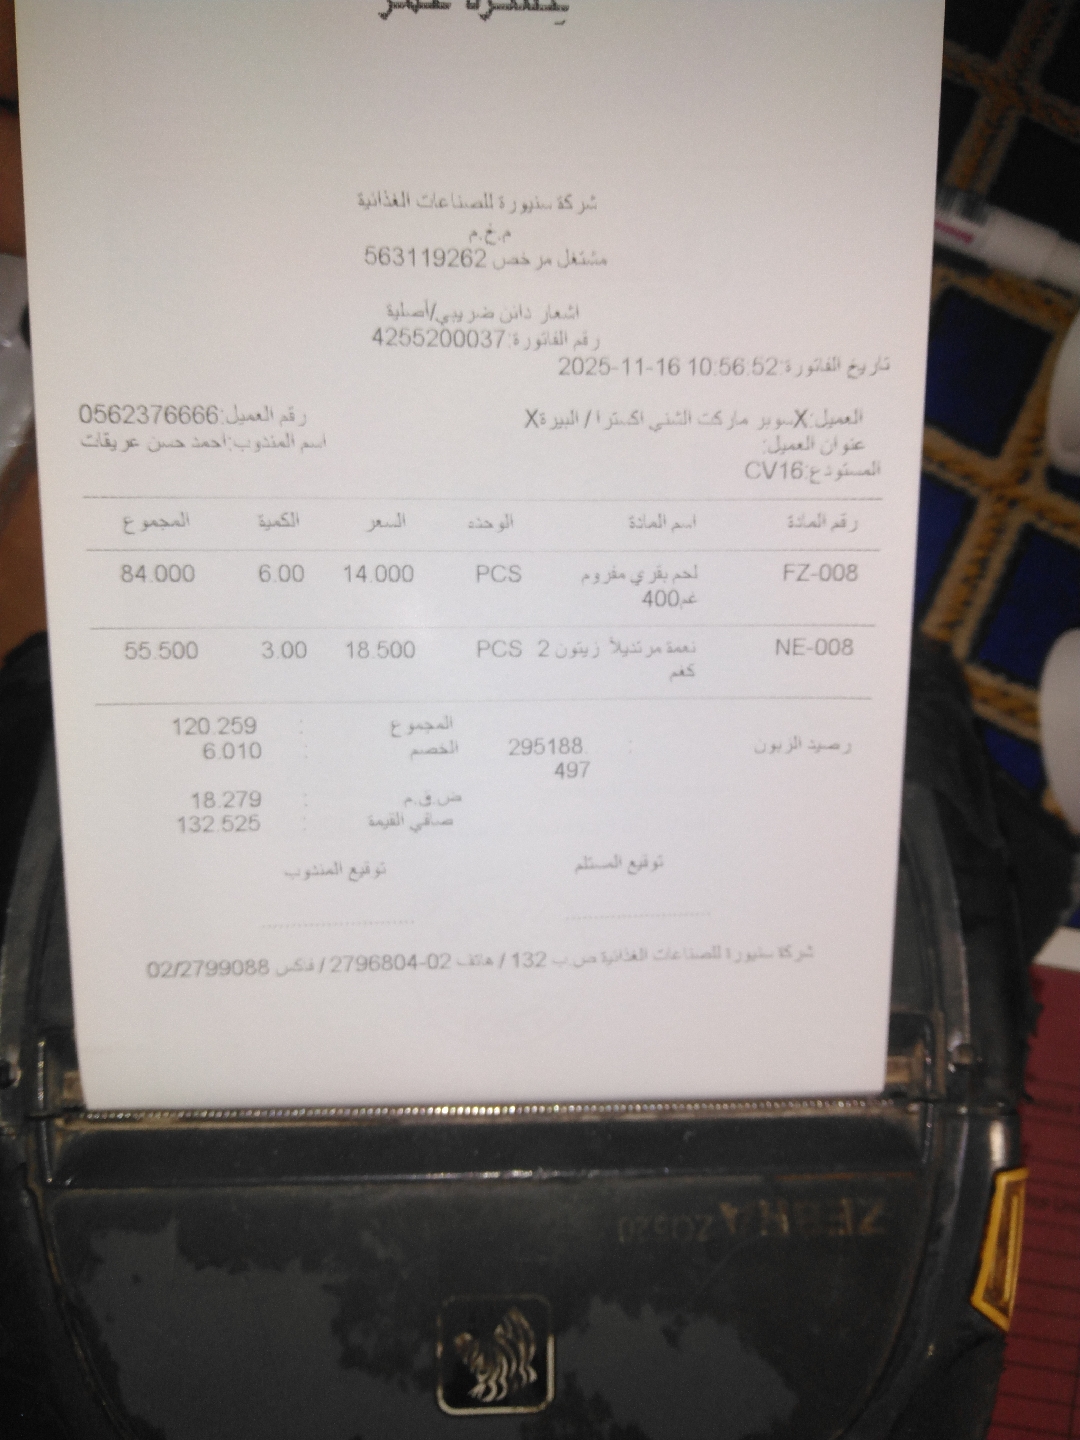 شركة سنيورة للصناعات الغذائية
م.خ.م
مشتغل مرخص 563119262
اشعار دائن ضريبي/أصلية
رقم الفاتورة:4255200037
تاريخ الفاتورة:2025-11-16 10:56:52
العميل:Xسوبر ماركت الشني اكسترا / البيرةX رقم العميل:0562376666
عنوان العميل: اسم المندوب:احمد حسن عريقات
المستودع:CV16
رقم المادة اسم المادة الوحده السعر الكمية المجموع
FZ-008 لحم بقري مفروم PCS 14.000 6.00 84.000
400غم
NE-008 نعمة مرتديلا زيتون 2 PCS 18.500 3.00 55.500
كغم
المجموع : 120.259
رصيد الزبون : 295188. الخصم : 6.010
497
ض.ق.م : 18.279
صافي القيمة : 132.525
توقيع المستلم توقيع المندوب
شركة سنيورة للصناعات الغذائية ص.ب 132 / هاتف 02-2796804 / فاكس 02/2799088
ZEBRA ZQ520